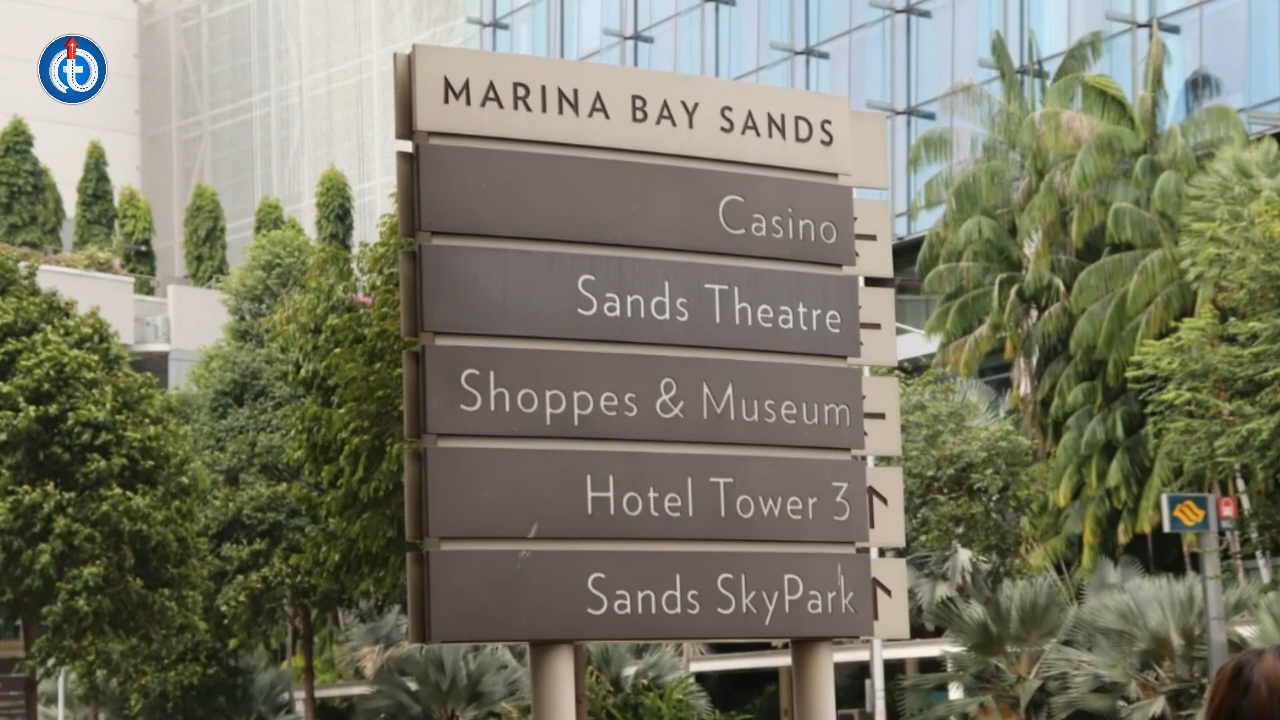 MARINA BAY SANDS
Casino
Sands Theatre
Shoppes & Museum
Hotel Tower 3
Sands SkyPark